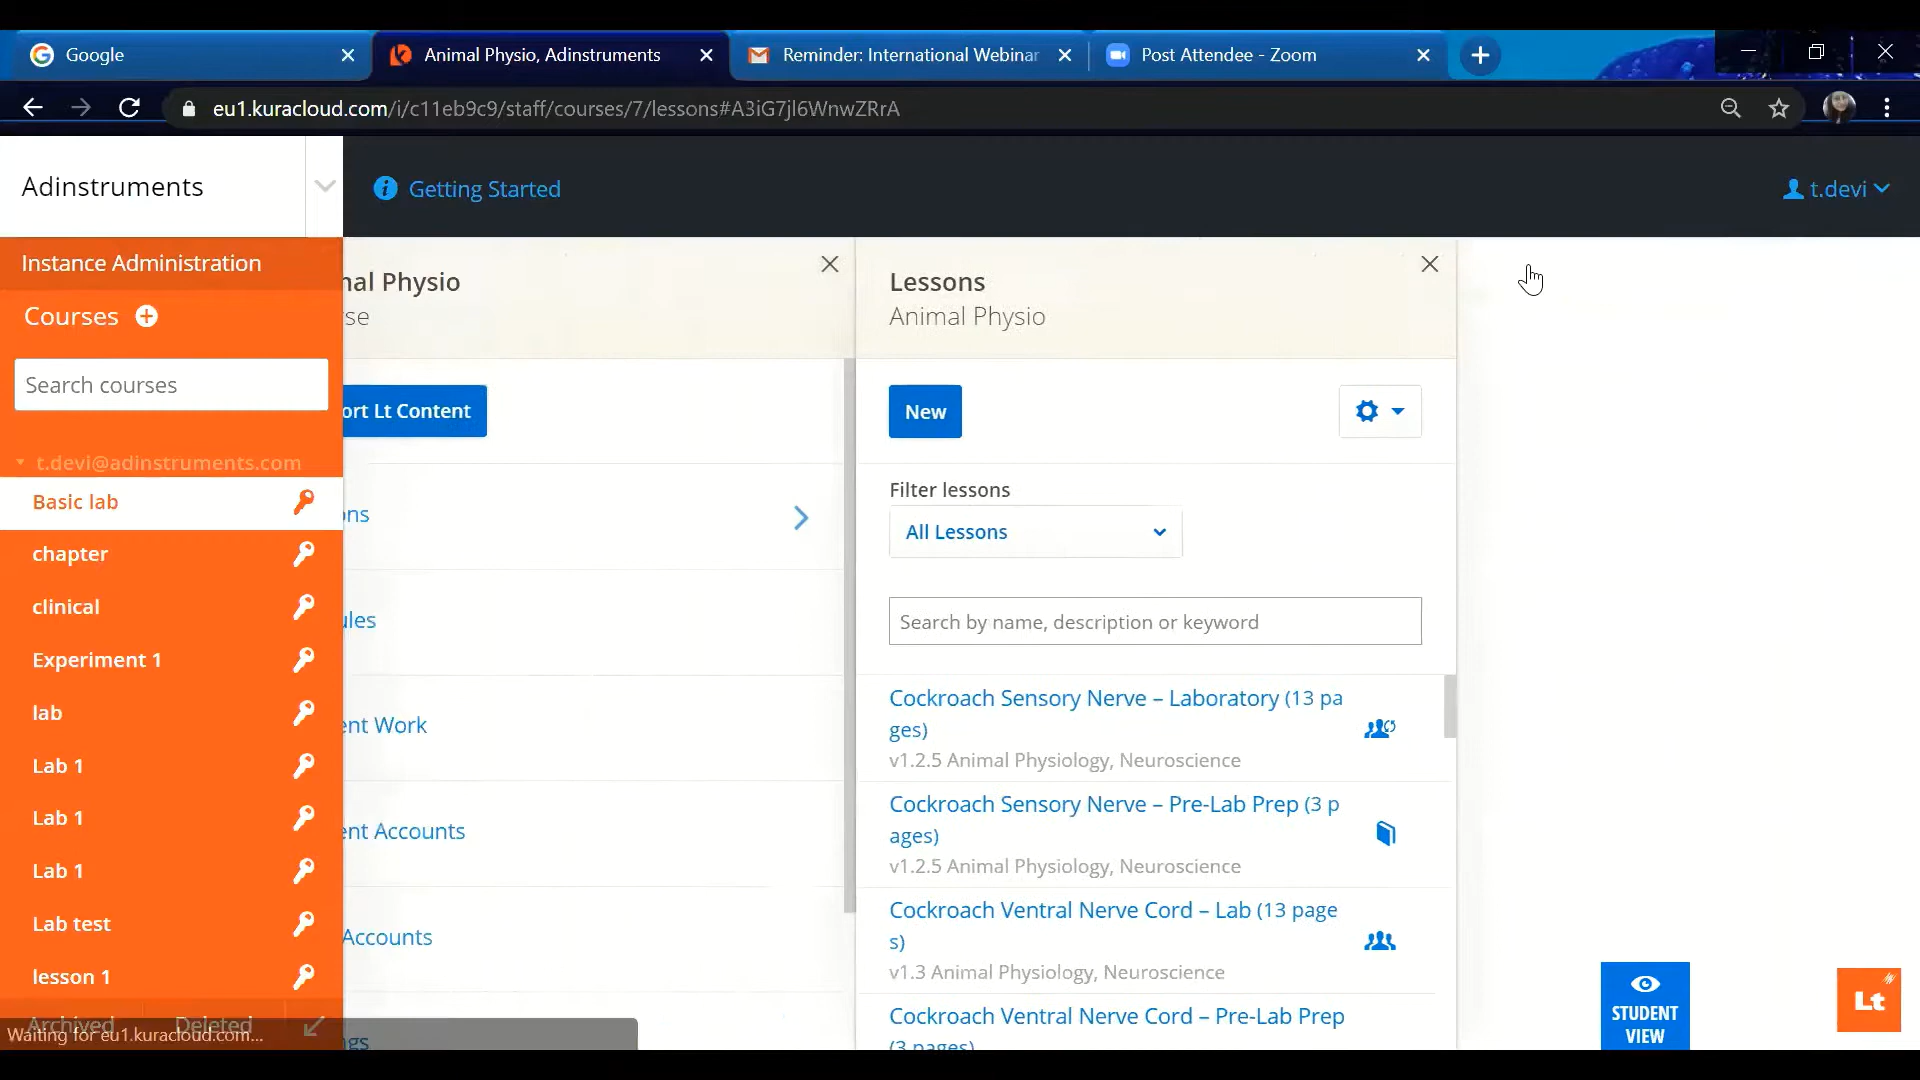 Google
Animal Physio, Adinstruments
Reminder: International Webinar
Post Attendee - Zoom
eu1.kuracloud.com/i/c11eb9c9/staff/courses/7/lessons#A3iG7jl6WnwZRrA
Adinstruments
Getting Started
t.devi
Instance Administration
Courses
Search courses
t.devi@adinstruments.com
Basic lab
chapter
clinical
Experiment 1
lab
Lab 1
Lab 1
Lab 1
Lab test
lesson 1
Archived
Deleted
Waiting for eu1.kuracloud.com...
nal Physio
se
ort Lt Content
ons
ules
ent Work
ent Accounts
Accounts
ngs
Lessons
Animal Physio
New
Filter lessons
All Lessons
Search by name, description or keyword
Cockroach Sensory Nerve – Laboratory (13 pa
ges)
v1.2.5 Animal Physiology, Neuroscience
Cockroach Sensory Nerve – Pre-Lab Prep (3 p
ages)
v1.2.5 Animal Physiology, Neuroscience
Cockroach Ventral Nerve Cord – Lab (13 page
s)
v1.3 Animal Physiology, Neuroscience
Cockroach Ventral Nerve Cord – Pre-Lab Prep
(3 pages)
STUDENT
VIEW
Lt